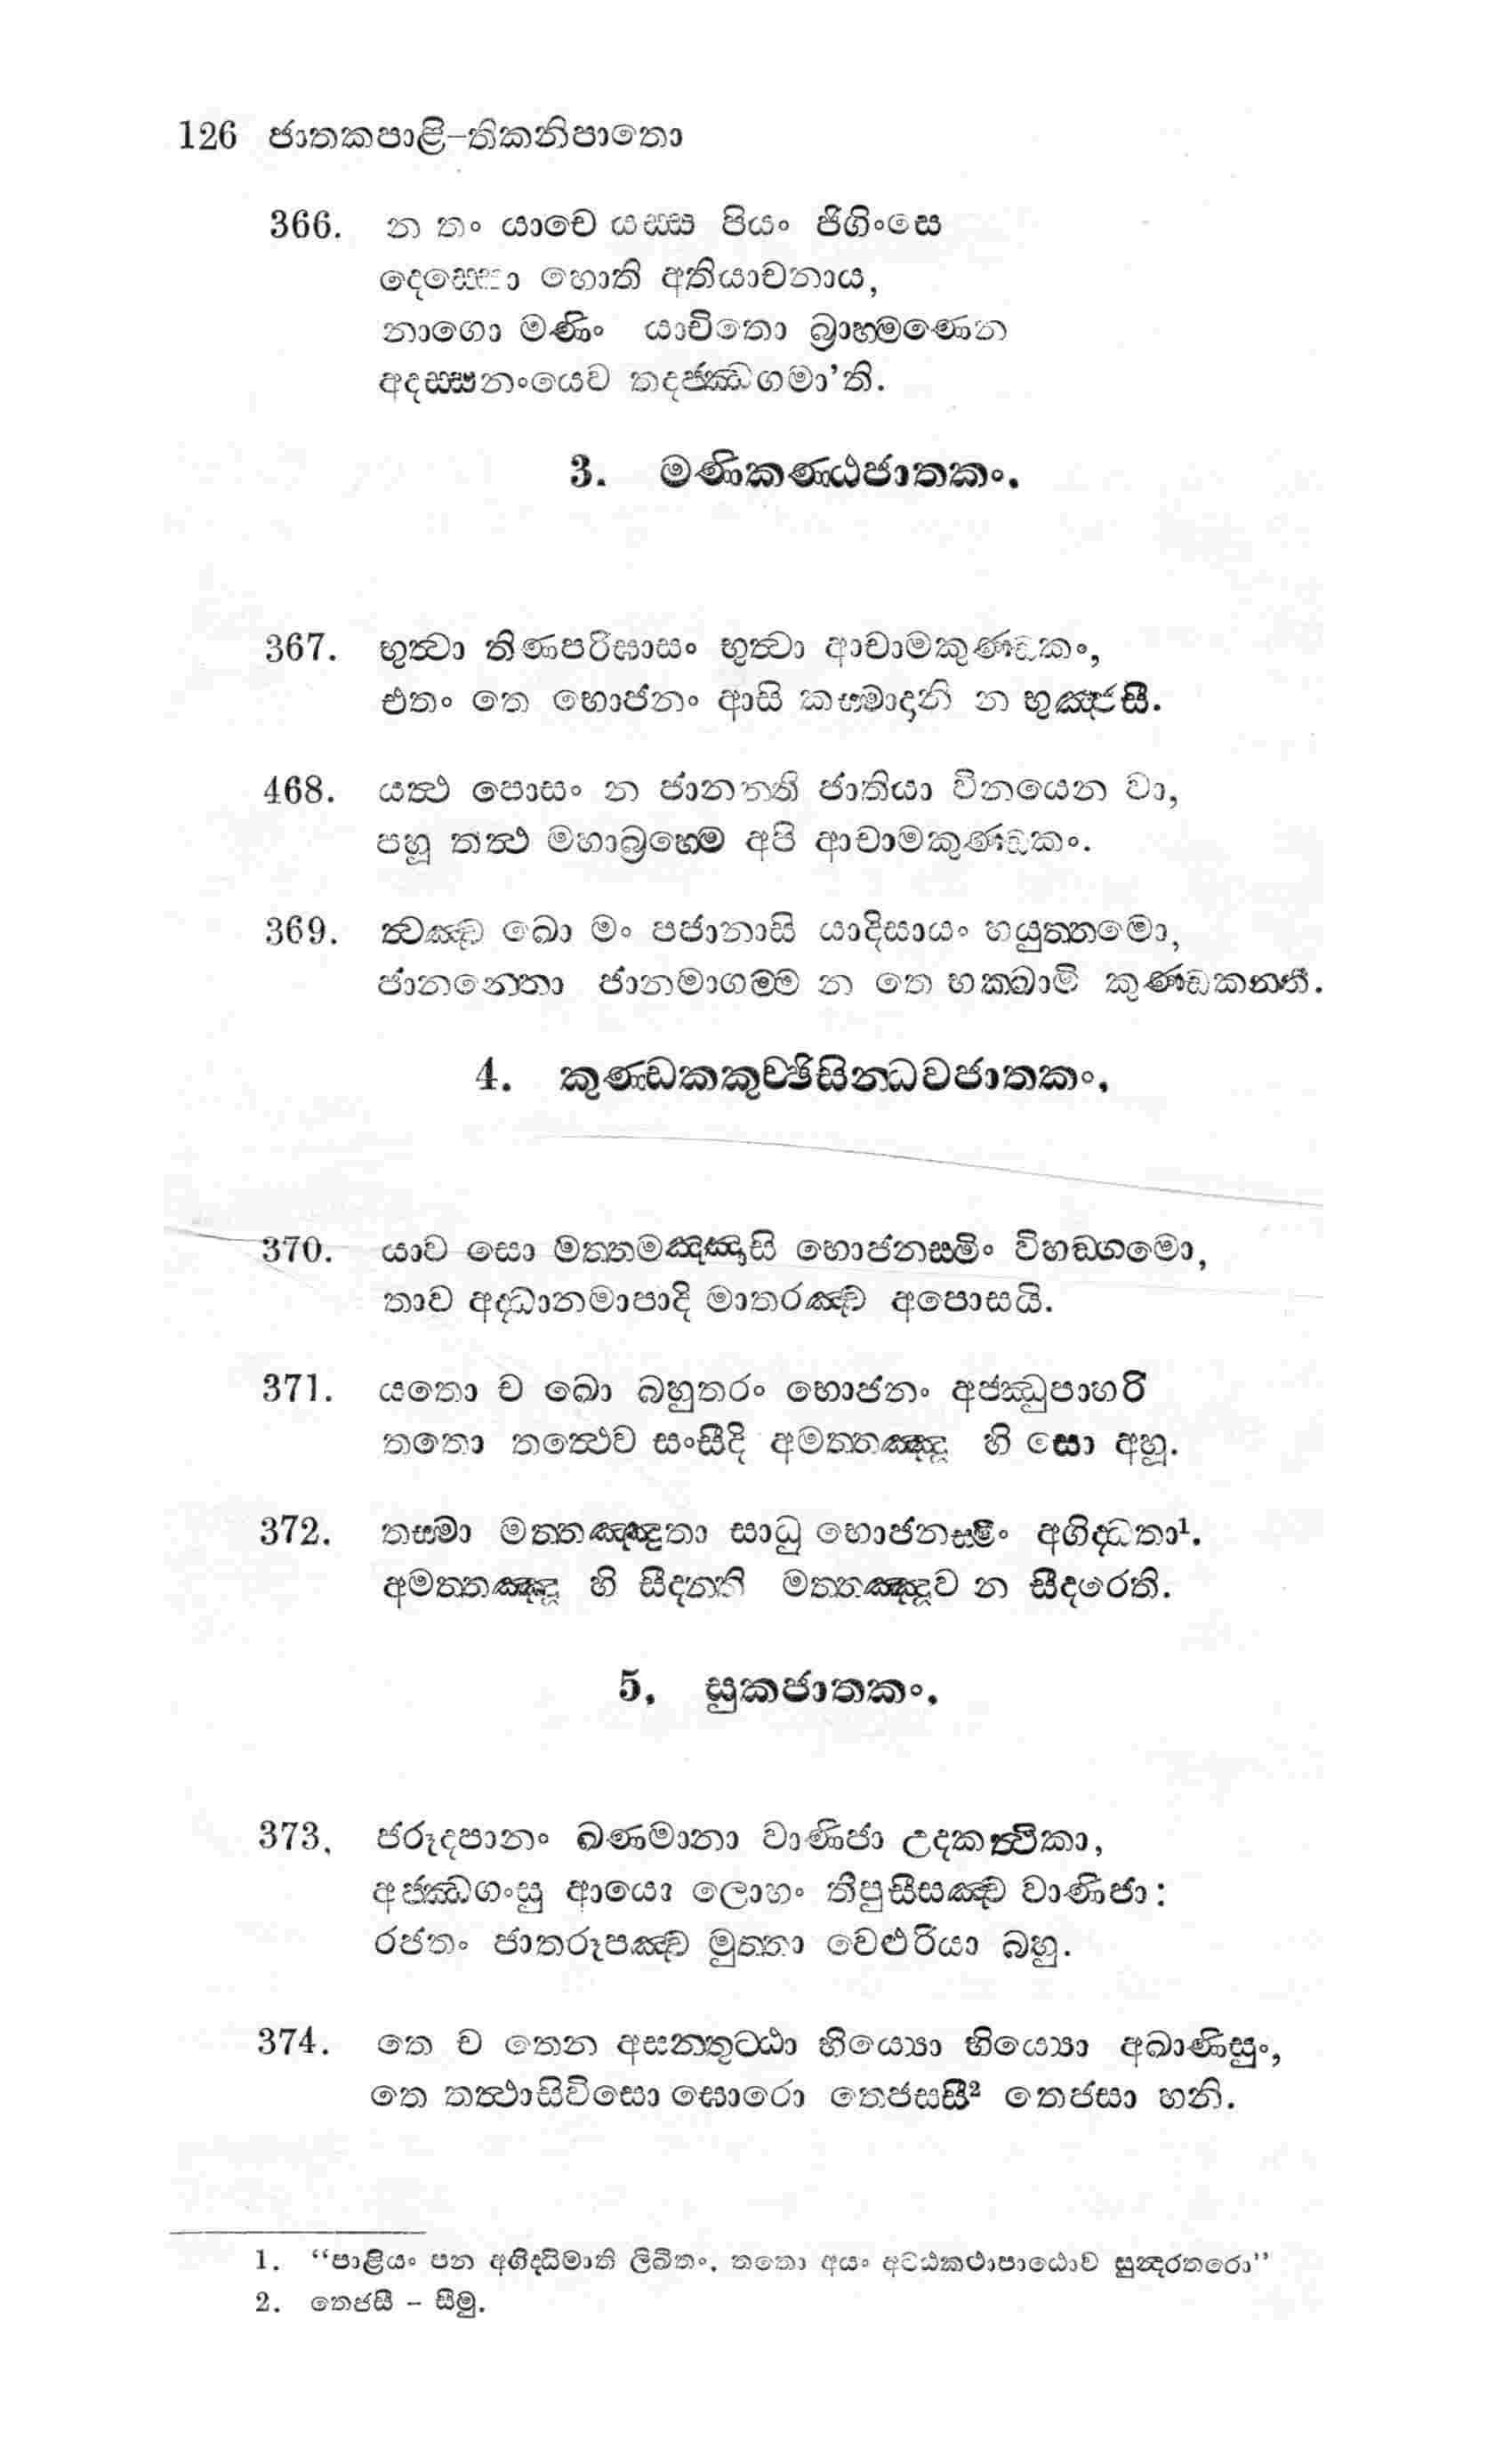 126 ජාතකපාළි-තිකනිපාතො
366. න තං යාචෙ යස්ස පියං ජිගිංසෙ
දෙස්සො හොති අතියාචනාය,
නාගො මණිං යාචිතො බ්‍රාහ්මණෙන
අදස්සනංයෙව තදජ්ඣගමා'ති.
3. මණිකණ්ඨජාතකං.
367. භුත්‍වා තිණපරිඝාසං භුත්‍වා ආචාමකුණ්ඩකං,
එතං තෙ භොජනං ආසි කස්මාදානි න භුඤ්ජසී.
468. යත්‍ථ පොසං න ජානන්ති ජාතියා විනයෙන වා,
පහූ තත්‍ථ මහාබ්‍රහ්මෙ අපි ආචාමකුණ්ඩකං.
369. ත්‍වඤ්ච ඛො මං පජානාසි යාදිසායං හයුත්තමො,
ජානන්තො ජානමාගම්ම න තෙ භක්ඛාමි කුණ්ඩකන්තී.
4. කුණ්ඩකකුච්ඡිසින්ධවජාතකං.
370. යාව සො මත්තමඤ්ඤාසි භොජනස්මිං විහඞ්ගමො,
තාව අද්ධානමාපාදි මාතරඤ්ච අපොසයි.
371. යතො ච ඛො බහුතරං භොජනං අජ්ඣුපාහරි
තතො තත්‍ථෙව සංසීදි අමත්තඤ්ඤූ හි සො අහූ.
372. තස්මා මත්තඤ්ඤුතා සාධු භොජනස්මිං අගිද්ධතා¹.
අමත්තඤ්ඤූ හි සීදන්ති මත්තඤ්ඤූව න සීදරෙති.
5. සුකජාතකං.
373. ජරූදපානං ඛණමානා වාණිජා උදකත්‍ථිකා,
අජ්ඣගංසු ආයො ලොහං තිපුසීසඤ්ච වාණිජා:
රජතං ජාතරූපඤ්ච මුත්තා වෙළුරියා බහු.
374. තෙ ච තෙන අසන්තුට්ඨා භියේ‍යා භියේ‍යා අඛාණිසුං,
තෙ තත්‍ථාසිවිසො ඝොරො තෙජසසී² තෙජසා හනි.
1. “පාළියං පන අගිද්ධිමාති ලිඛිතං. තතො අයං අට්ඨකථාපාඨොව සුන්‍දරතරො”
2. තෙජසී - සීමු.